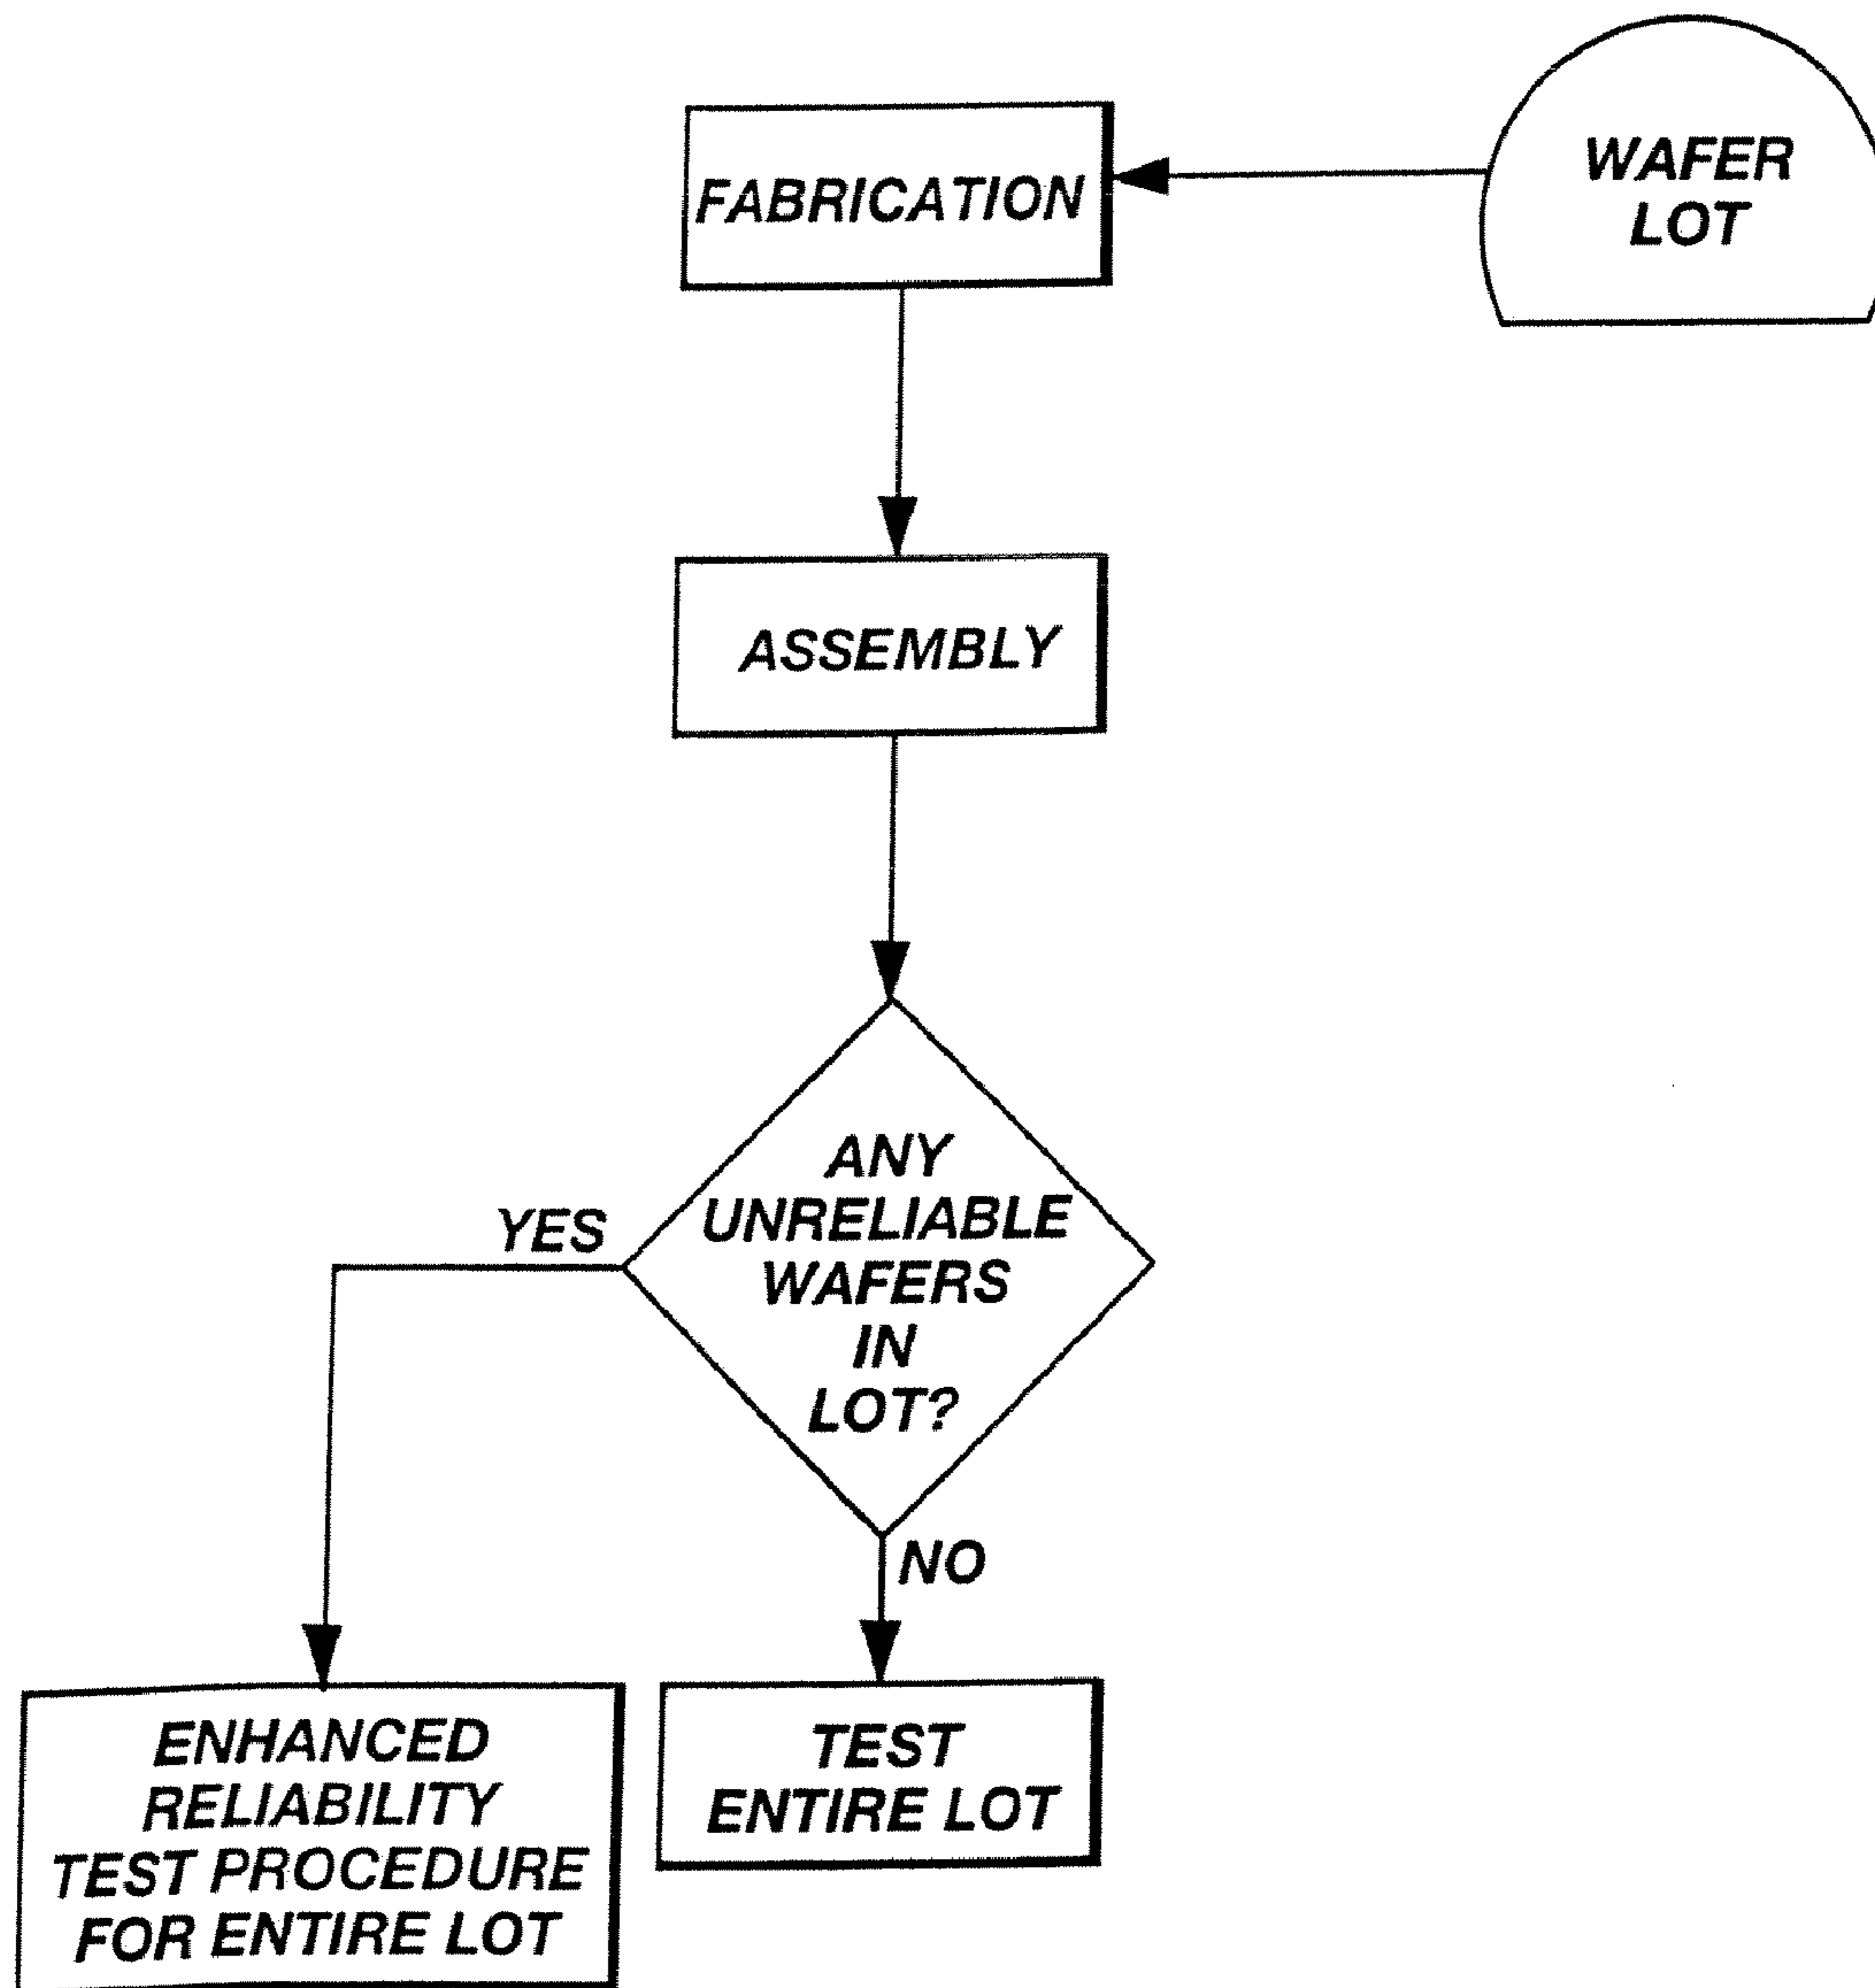 WAFER
LOT
FABRICATION
ASSEMBLY
ANY
UNRELIABLE
WAFERS
IN
LOT?
YES
NO
ENHANCED
RELIABILITY
TEST PROCEDURE
FOR ENTIRE LOT
TEST
ENTIRE LOT